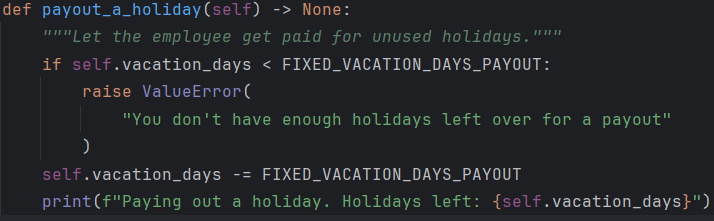 def payout_a_holiday(self) -> None:
    """Let the employee get paid for unused holidays."""
    if self.vacation_days < FIXED_VACATION_DAYS_PAYOUT:
        raise ValueError(
            "You don't have enough holidays left over for a payout"
        )
    self.vacation_days -= FIXED_VACATION_DAYS_PAYOUT
    print(f"Paying out a holiday. Holidays left: {self.vacation_days}")